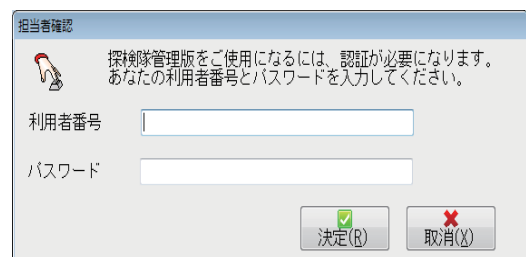 担当者確認
探検隊管理版をご使用になるには、認証が必要になります。
あなたの利用者番号とパスワードを入力してください。
利用者番号
パスワード
決定(R) 取消(X)